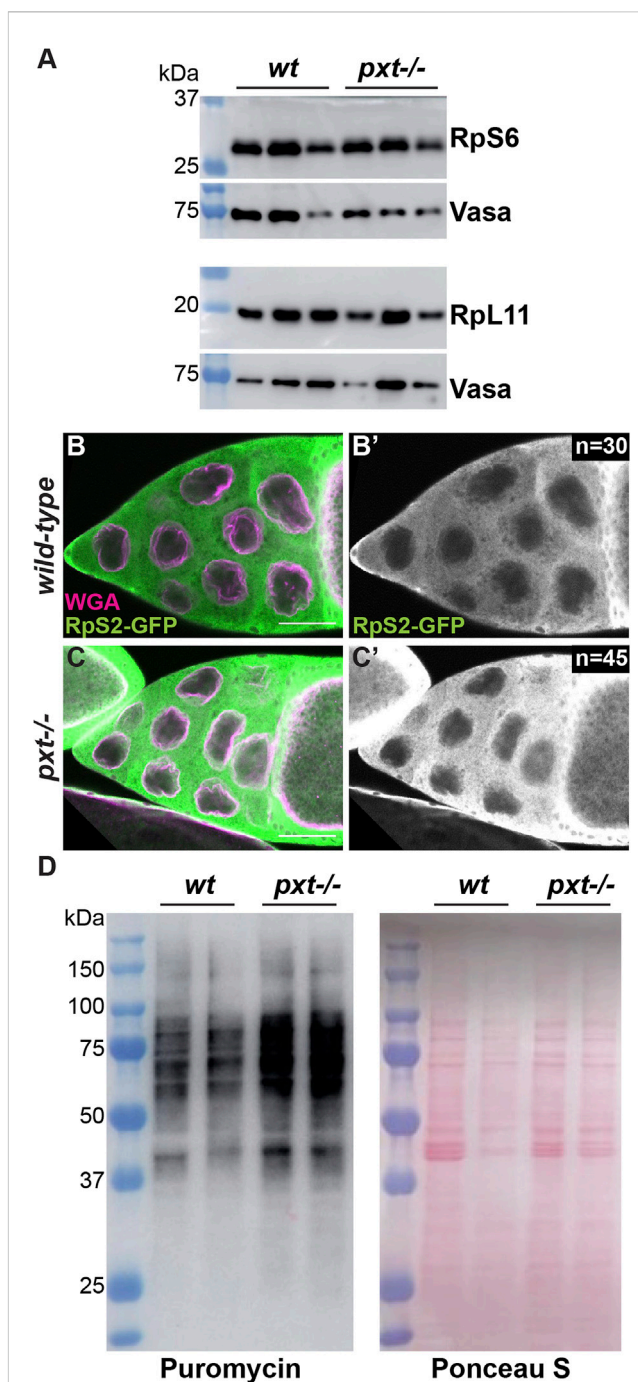 A
kDa
wt
pxt-/-
37
25
RpS6
75
Vasa
20
RpL11
75
Vasa
wild-type
B
WGA
RpS2-GFP
B'
n=30
RpS2-GFP
pxt-/-
C
C'
n=45
D
kDa
wt
pxt-/-
wt
pxt-/-
150
100
75
50
37
25
Puromycin
Ponceau S